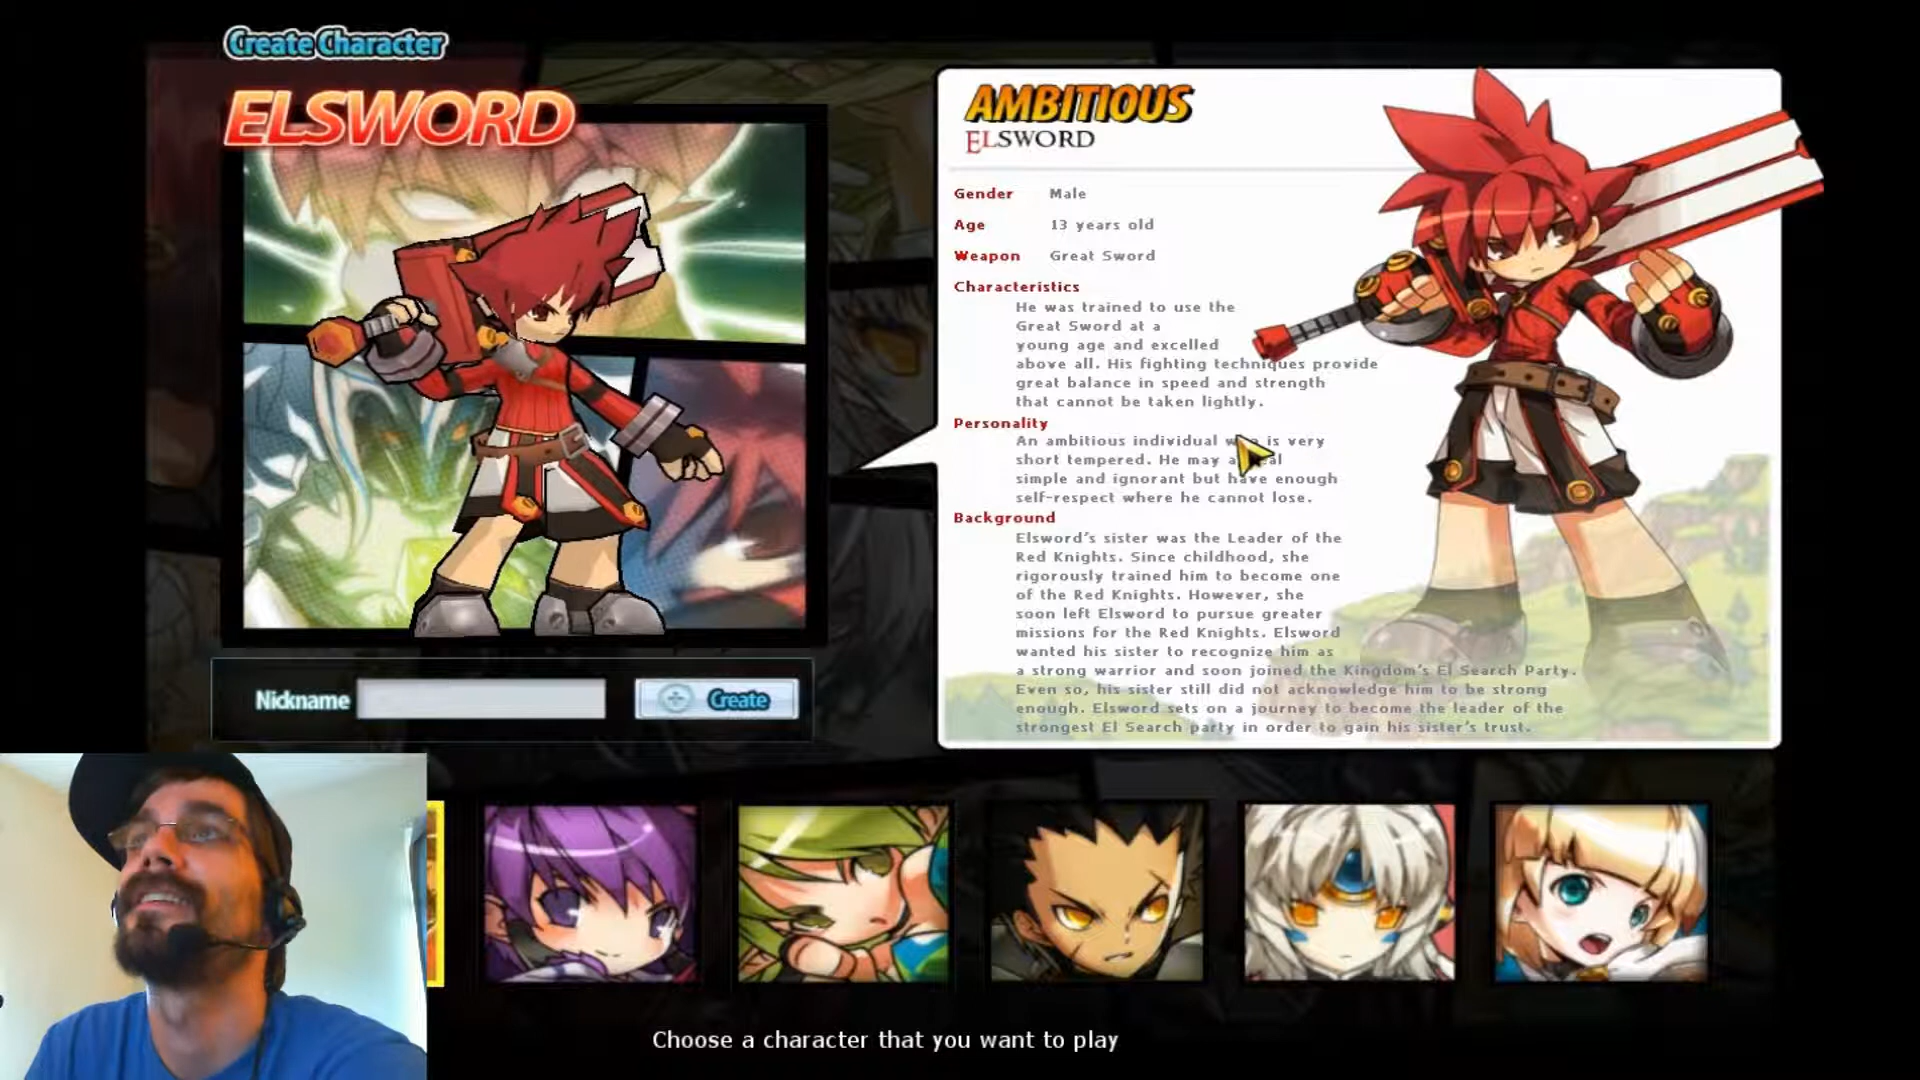 Create Character
ELSWORD
AMBITIOUS
ELSWORD
Gender Male
Age 13 years old
Weapon Great Sword
Characteristics
He was trained to use the
Great Sword at a
young age and excelled
above all. His fighting techniques provide
great balance in speed and strength
that cannot be taken lightly.
Personality
An ambitious individual is very
short tempered. He may
simple and ignorant but have enough
self-respect where he cannot lose.
Background
Elsword's sister was the Leader of the
Red Knights. Since childhood, she
rigorously trained him to become one
of the Red Knights. However, she
soon left Elsword to pursue greater
missions for the Red Knights. Elsword
wanted his sister to recognize him as
a strong warrior and soon joined the Kingdom's El Search Party.
Even so, his sister still did not acknowledge him to be strong
enough. Elsword sets on a journey to become the leader of the
strongest El Search party in order to gain his sister's trust.
Nickname
Create
Choose a character that you want to play